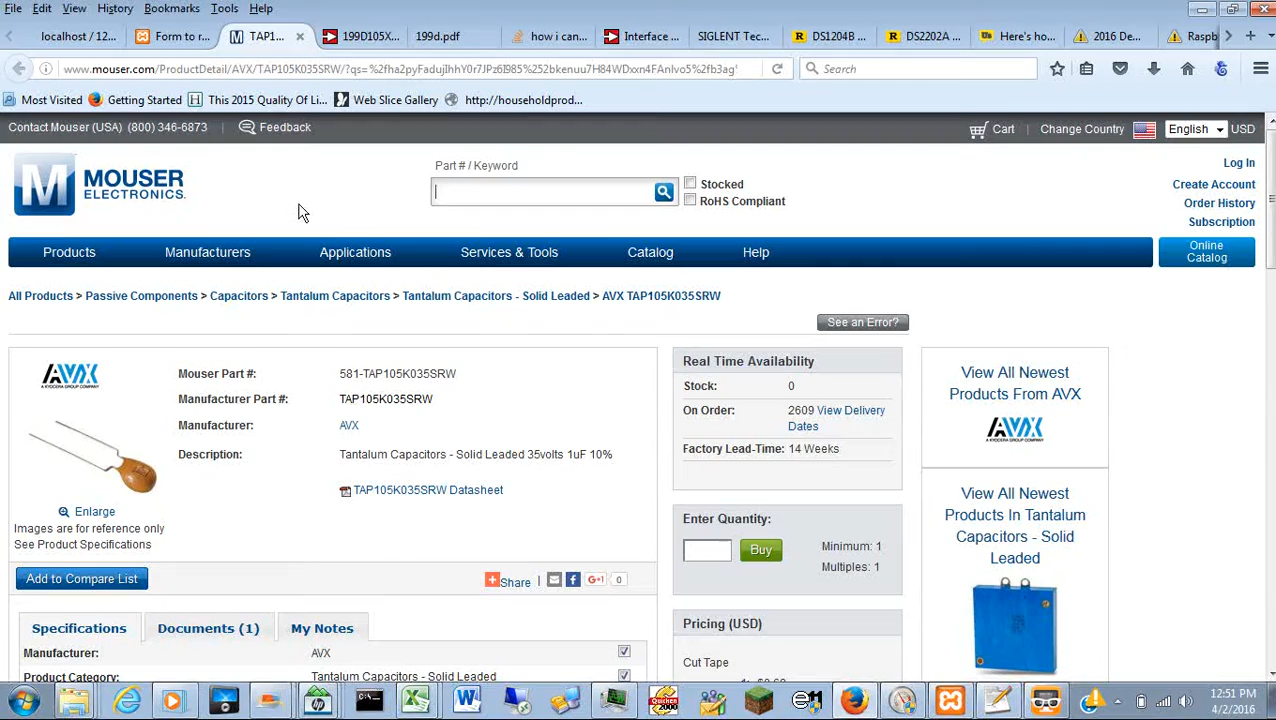 File Edit View History Bookmarks Tools Help
localhost / 12... Form to r... TAP1... 199D105X... 199d.pdf how i can... Interface ... SIGLENT Tec... DS1204B ... DS2202A ... Here's ho... 2016 De... Raspb
www.mouser.com/ProductDetail/AVX/TAP105K035SRW/?qs=%2fha2pyFadujIhhY0r7JPz6I985%252bkenuu7H84WDxxn4FAnlvo5%2fb3ag' Search
Most Visited Getting Started This 2015 Quality Of Li... Web Slice Gallery http://householdprod...
Contact Mouser (USA) (800) 346-6873 | Feedback Cart | Change Country English USD
Log In
Create Account
Order History
Subscription
M MOUSER
ELECTRONICS.
Part # / Keyword
Stocked
RoHS Compliant
Products Manufacturers Applications Services & Tools Catalog Help
Online
Catalog
All Products > Passive Components > Capacitors > Tantalum Capacitors > Tantalum Capacitors - Solid Leaded > AVX TAP105K035SRW
See an Error?
AVX
A KYOCERA GROUP COMPANY
Enlarge
Images are for reference only
See Product Specifications
Mouser Part #: 581-TAP105K035SRW
Manufacturer Part #: TAP105K035SRW
Manufacturer: AVX
Description: Tantalum Capacitors - Solid Leaded 35volts 1uF 10%
TAP105K035SRW Datasheet
Add to Compare List
Share | 0
Specifications Documents (1) My Notes
Manufacturer: AVX
Product Category: Tantalum Capacitors - Solid Leaded
Real Time Availability
Stock: 0
On Order: 2609 View Delivery
Dates
Factory Lead-Time: 14 Weeks
Enter Quantity:
Buy
Minimum: 1
Multiples: 1
Pricing (USD)
Cut Tape
View All Newest
Products From AVX
AVX
View All Newest
Products In Tantalum
Capacitors - Solid
Leaded
12:51 PM
4/2/2016